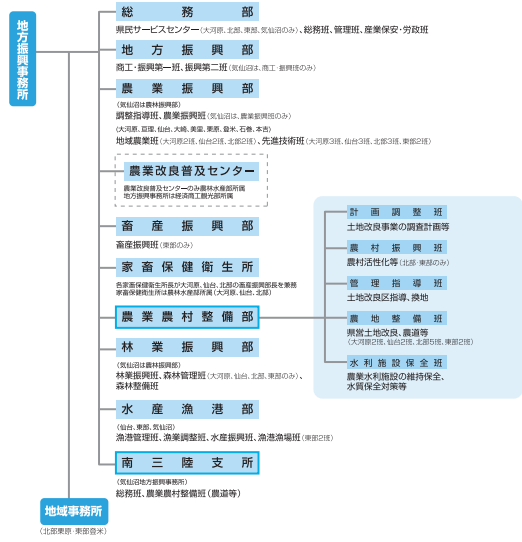 地方振興事務所
総務部
県民サービスセンター(大河原、北部、東部、気仙沼のみ)、総務班、管理班、産業保安・労政班
地方振興部
商工・振興第一班、振興第二班(気仙沼は、商工・振興班のみ)
農業振興部
(気仙沼は農林振興部)
調整指導班、農業振興班(気仙沼は、農業振興班のみ)
(大河原、亘理、仙台、大崎、美里、栗原、登米、石巻、本吉)
地域農業班(大河原2班、仙台2班、北部2班)、先進技術班(大河原3班、仙台3班、北部3班、東部2班)
農業改良普及センター
農業改良普及センターのみ農林水産部所属
地方振興事務所は経済商工観光部所属
畜産振興部
畜産振興班(東部のみ)
家畜保健衛生所
各家畜保健衛生所長が大河原、仙台、北部の畜産振興部長を兼務
家畜保健衛生所は農林水産部所属(大河原、仙台、北部)
農業農村整備部
林業振興部
(気仙沼は農林振興部)
林業振興班、森林管理班(大河原、仙台、北部、東部のみ)、
森林整備班
水産漁港部
(仙台、東部、気仙沼)
漁港管理班、漁業調整班、水産振興班、漁港漁場班(東部2班)
南三陸支所
(気仙沼地方振興事務所)
総務班、農業農村整備班(農道等)
地域事務所
(北部栗原・東部登米)
計画調整班
土地改良事業の調査計画等
農村振興班
農村活性化等(北部・東部のみ)
管理指導班
土地改良区指導、換地
農地整備班
県営土地改良、農道等
(大河原2班、仙台2班、北部5班、東部2班)
水利施設保全班
農業水利施設の維持保全、
水質保全対策等